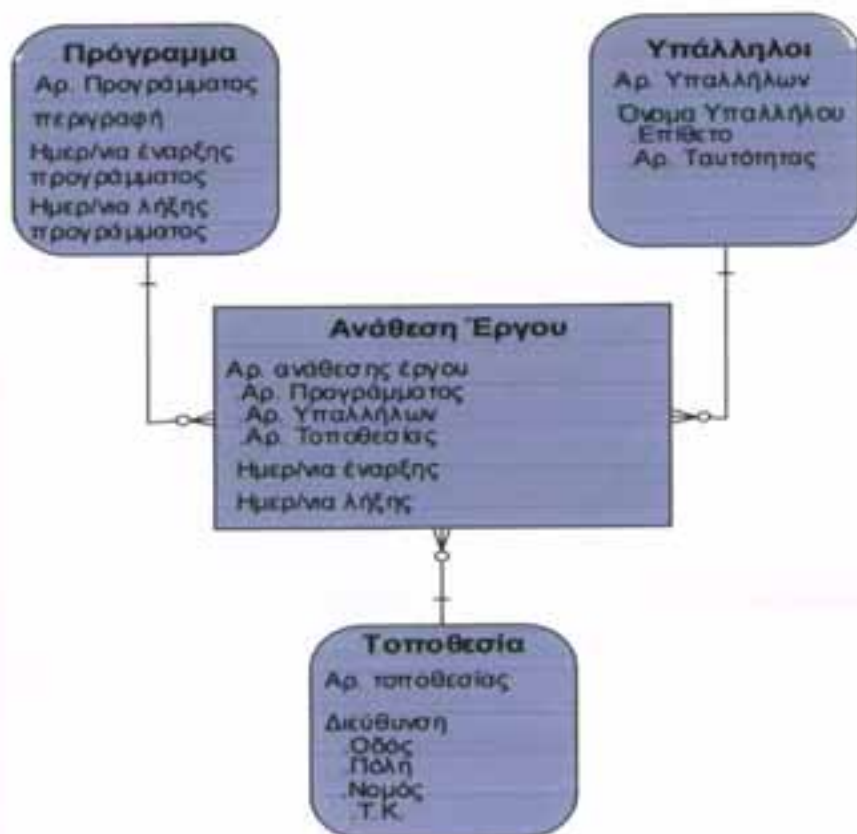 Πρόγραμμα
Αρ. Προγράμματος
περιγραφή
Ημερ/νια έναρξης
προγράμματος
Ημερ/νια λήξης
προγράμματος
Υπάλληλοι
Αρ. Υπαλλήλων
Όνομα Υπαλλήλου
.Επίθετο
Αρ. Ταυτότητας
Ανάθεση Έργου
Αρ. ανάθεσης έργου
.Αρ. Προγράμματος
.Αρ. Υπαλλήλων
.Αρ. Τοποθεσίας
Ημερ/νια έναρξης
Ημερ/νια λήξης
Τοποθεσία
Αρ. τοποθεσίας
Διεύθυνση
.Οδός
.Πόλη
.Νομός
.Τ.Κ.